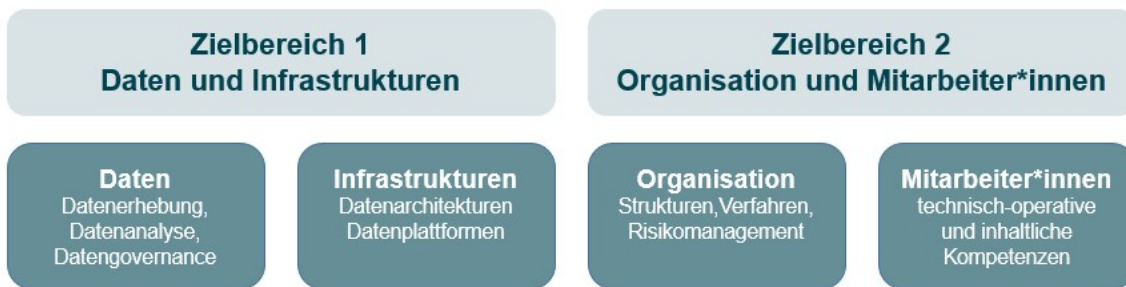 Zielbereich 1
Daten und Infrastrukturen
Zielbereich 2
Organisation und Mitarbeiter*innen
Daten
Datenerhebung,
Datenanalyse,
Datengovernance
Infrastrukturen
Datenarchitekturen
Datenplattformen
Organisation
Strukturen,Verfahren,
Risikomanagement
Mitarbeiter*innen
technisch-operative
und inhaltliche
Kompetenzen